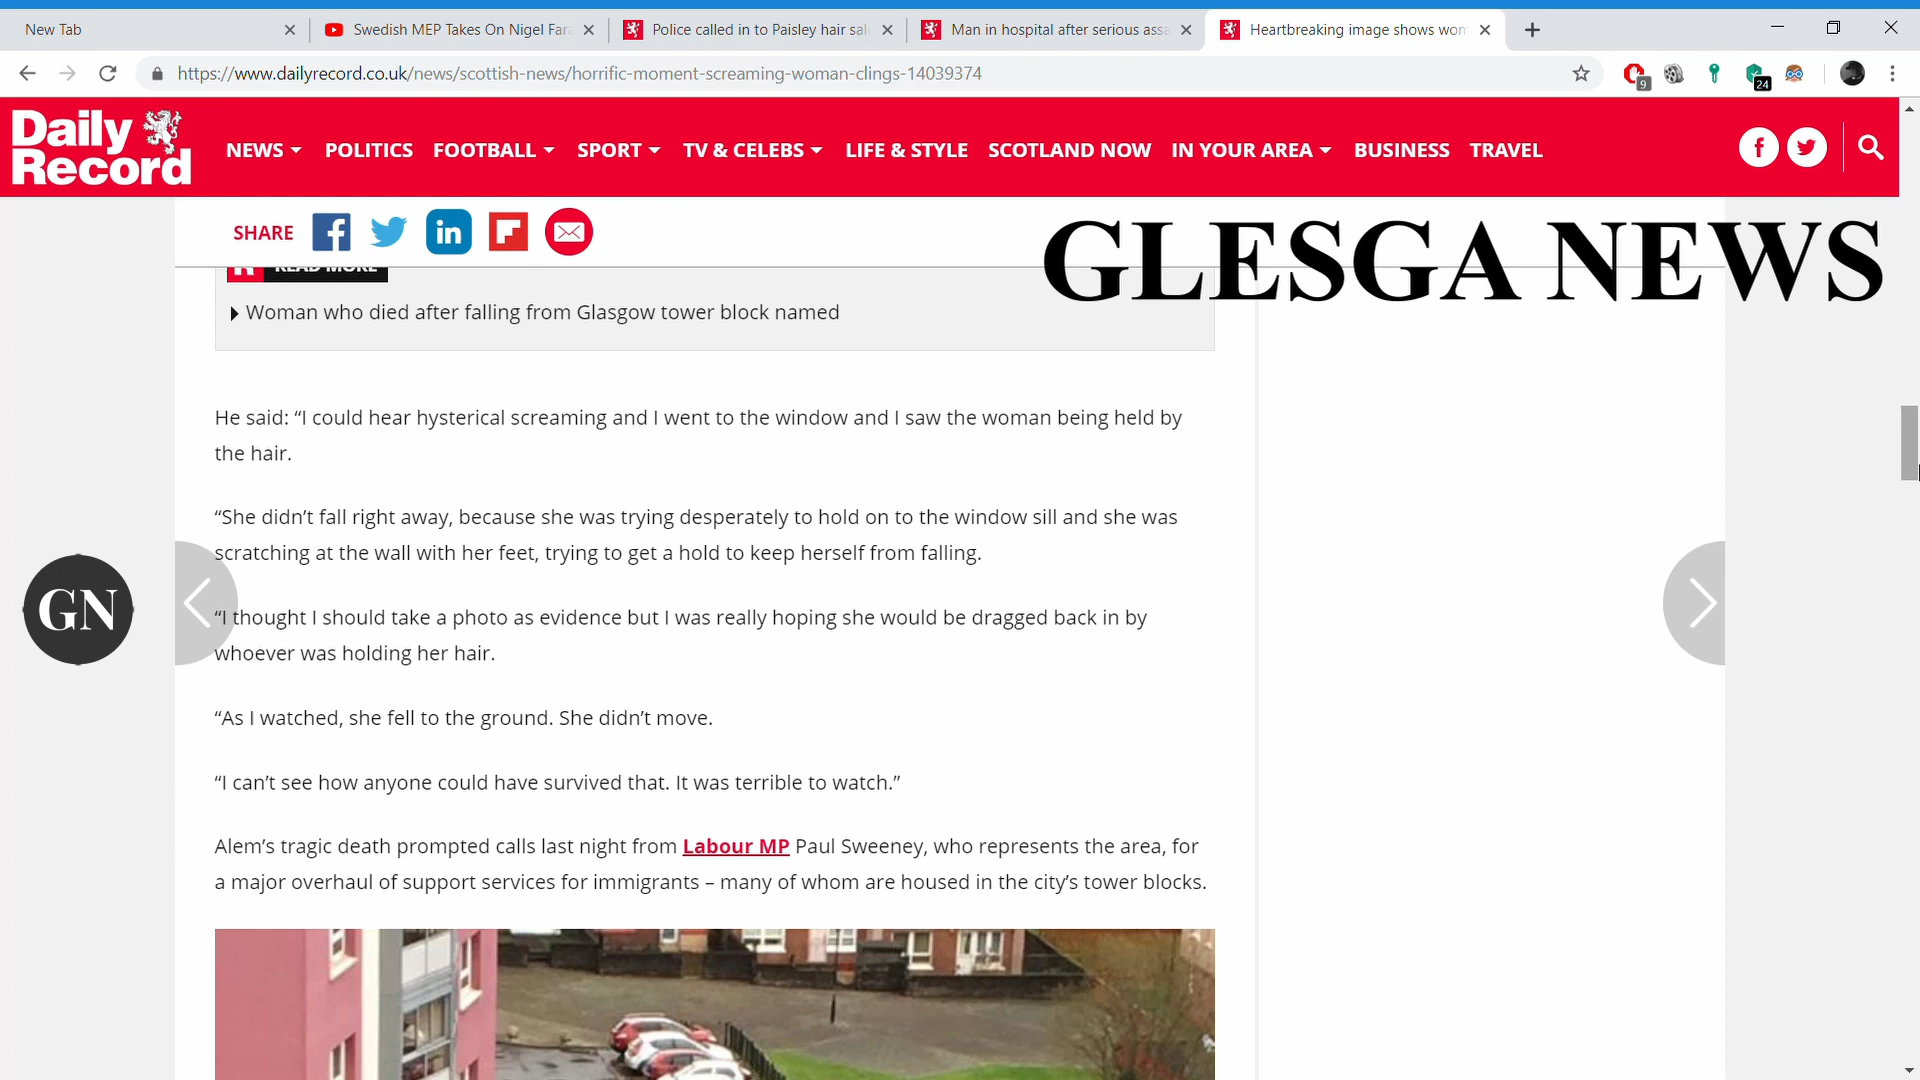 New Tab
Swedish MEP Takes On Nigel Fara
Police called in to Paisley hair sal
Man in hospital after serious assa
Heartbreaking image shows wom
https://www.dailyrecord.co.uk/news/scottish-news/horrific-moment-screaming-woman-clings-14039374
9
24
Daily
Record
NEWS
POLITICS
FOOTBALL
SPORT
TV & CELEBS
LIFE & STYLE
SCOTLAND NOW
IN YOUR AREA
BUSINESS
TRAVEL
SHARE
GLESGA NEWS
READ MORE
Woman who died after falling from Glasgow tower block named
He said: “I could hear hysterical screaming and I went to the window and I saw the woman being held by
the hair.
“She didn’t fall right away, because she was trying desperately to hold on to the window sill and she was
scratching at the wall with her feet, trying to get a hold to keep herself from falling.
“I thought I should take a photo as evidence but I was really hoping she would be dragged back in by
whoever was holding her hair.
GN
“As I watched, she fell to the ground. She didn’t move.
“I can’t see how anyone could have survived that. It was terrible to watch.”
Alem’s tragic death prompted calls last night from Labour MP Paul Sweeney, who represents the area, for
a major overhaul of support services for immigrants – many of whom are housed in the city’s tower blocks.